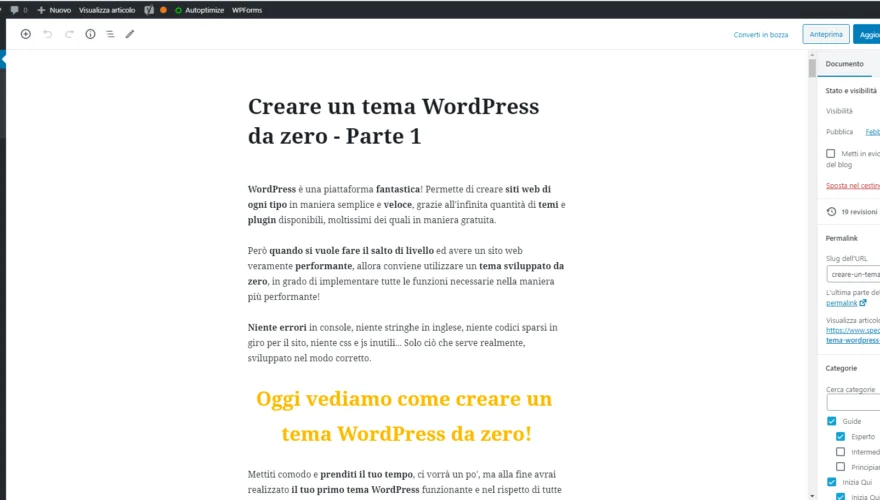 0 Nuovo Visualizza articolo Autoptimize WPForms
Converti in bozza Anteprima
Documento
Creare un tema WordPress
da zero - Parte 1
WordPress è una piattaforma fantastica! Permette di creare siti web di
ogni tipo in maniera semplice e veloce, grazie all'infinita quantità di temi e
plugin disponibili, moltissimi dei quali in maniera gratuita.
Però quando si vuole fare il salto di livello ed avere un sito web
veramente performante, allora conviene utilizzare un tema sviluppato da
zero, in grado di implementare tutte le funzioni necessarie nella maniera
più performante!
Niente errori in console, niente stringhe in inglese, niente codici sparsi in
giro per il sito, niente css e js inutili... Solo ciò che serve realmente,
sviluppato nel modo corretto.
Oggi vediamo come creare un
tema WordPress da zero!
Mettiti comodo e prenditi il tuo tempo, ci vorrà un po', ma alla fine avrai
realizzato il tuo primo tema WordPress funzionante e nel rispetto di tutte
Stato e visibilità
Visibilità
Pubblica Febb
Metti in evid
del blog
Sposta nel cestin
19 revisioni
Permalink
Slug dell'URL
creare-un-tema
L'ultima parte del
permalink
Visualizza articolo
https://www.spec
tema-wordpress-
Categorie
Cerca categorie
Guide
Esperto
Intermed
Principian
Inizia Qui
Inizia Qui